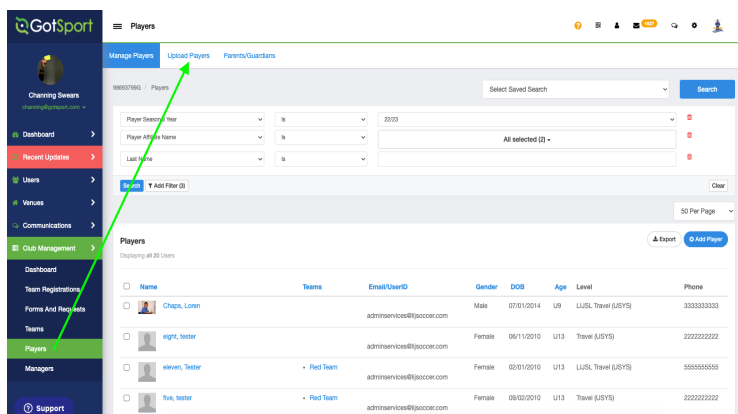 GotSport
Players
Channing Swears
channing@gotsport.com
Dashboard
Recent Updates
Users
Venues
Communications
Club Management
Dashboard
Team Registrations
Forms And Requests
Teams
Players
Managers
Support
Manage Players Upload Players Parents/Guardians
98693799G / Players
Select Saved Search Search
Player Seasonal Year Is 22/23
Player Affiliate Name Is All selected (2)
Last Name Is
Search Add Filter (3) Clear
50 Per Page
Players Export Add Player
Displaying all 20 Users
Name Teams Email/UserID Gender DOB Age Level Phone
Chaps, Loren adminservices@lijsoccer.com Male 07/01/2014 U9 LIJSL Travel (USYS) 3333333333
eight, tester adminservices@lijsoccer.com Female 06/11/2010 U13 Travel (USYS) 2222222222
eleven, Tester Red Team adminservices@lijsoccer.com Female 02/01/2010 U13 LIJSL Travel (USYS) 5555555555
five, tester Red Team adminservices@lijsoccer.com Female 09/02/2010 U13 Travel (USYS) 2222222222